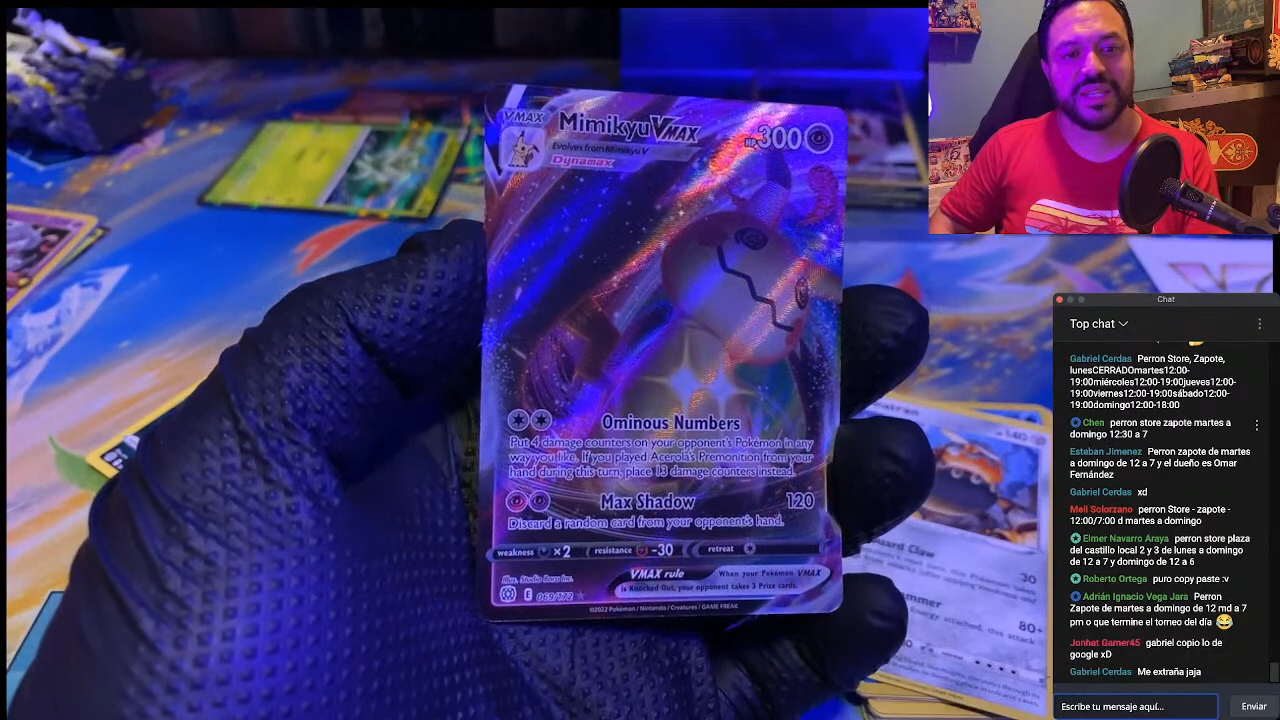 VMAX
MimikyuVMAX
HP300
Evolves from Mimikyu V
Dynamax
Ominous Numbers
Put 4 damage counters on your opponent's Pokémon in any
way you like. If you played Acerola's Premonition from your
hand during this turn, place 13 damage counters instead.
Max Shadow 120
Discard a random card from your opponent's hand.
weakness ×2 resistance -30 retreat
VMAX rule When your Pokémon VMAX
is Knocked Out, your opponent takes 3 Prize cards.
Illus. Studio Bora Inc.
E 069/172
©2022 Pokémon / Nintendo / Creatures / GAME FREAK
Claw
30
80+
retreat
Chat
Top chat
Gabriel Cerdas Perron Store, Zapote,
lunesCERRADOmartes12:00-
19:00miércoles12:00-19:00jueves12:00-
19:00viernes12:00-19:00sábado12:00-
19:00domingo12:00-18:00
Chen perron store zapote martes a
domingo 12:30 a 7
Esteban Jimenez Perron zapote de martes
a domingo de 12 a 7 y el dueño es Omar
Fernández
Gabriel Cerdas xd
Mell Solorzano perron Store - zapote -
12:00/7:00 d martes a domingo
Elmer Navarro Araya perron store plaza
del castillo local 2 y 3 de lunes a domingo
de 12 a 7 y domingo de 12 a 6
Roberto Ortega puro copy paste :v
Adrián Ignacio Vega Jara Perron
Zapote, martes a domingo de 12 md a 7
pm o que termine el torneo del día 😂
Jonhat Gamer45 gabriel copio lo de
google xD
Gabriel Cerdas Me extraña jaja
Escribe tu mensaje aquí...
Enviar